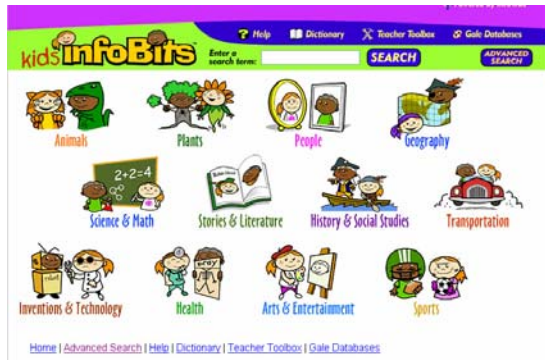 Help Dictionary Teacher Toolbox Gale Databases
kids' InfoBits
Enter a search term: SEARCH ADVANCED SEARCH
Animals Plants People Geography
2+2=4
Science & Math Stories & Literature History & Social Studies Transportation
Inventions & Technology Health Arts & Entertainment Sports
Home | Advanced Search | Help | Dictionary | Teacher Toolbox | Gale Databases